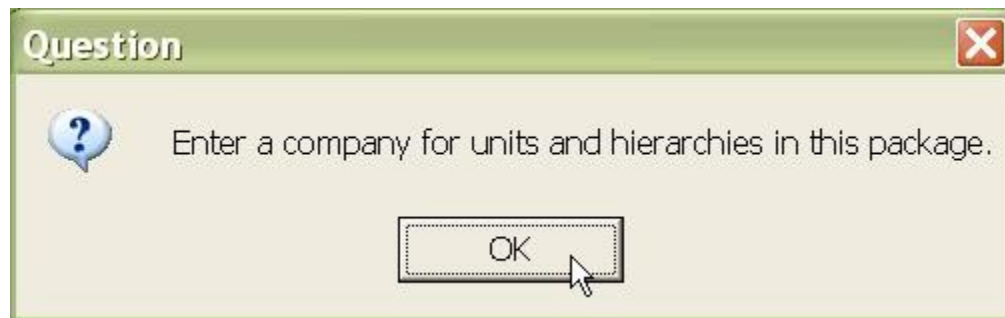 Question
Enter a company for units and hierarchies in this package.
OK